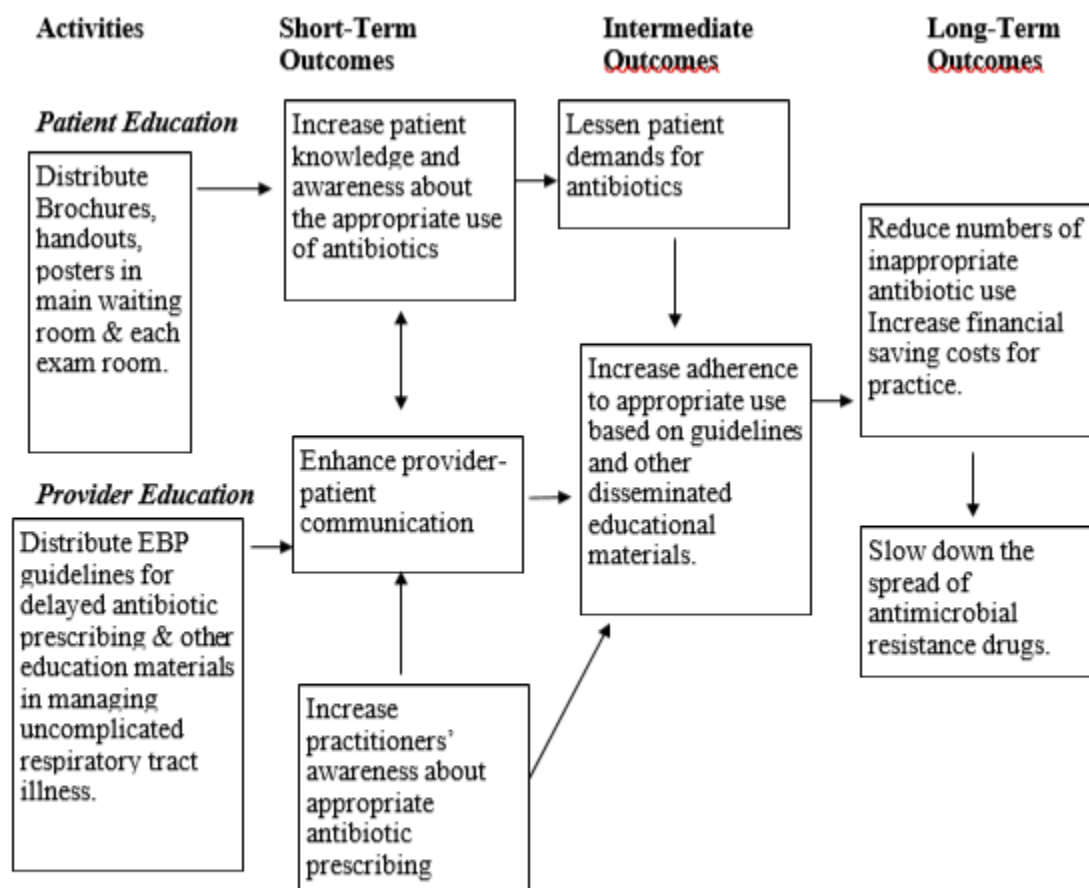 Activities
Short-Term
Outcomes
Intermediate
Outcomes
Long-Term
Outcomes
Patient Education
Distribute
Brochures,
handouts,
posters in
main waiting
room & each
exam room.
Increase patient
knowledge and
awareness about
the appropriate use
of antibiotics
Lessen patient
demands for
antibiotics
Reduce numbers of
inappropriate
antibiotic use
Increase financial
saving costs for
practice.
Increase adherence
to appropriate use
based on guidelines
and other
disseminated
educational
materials.
Enhance provider-
patient
communication
Provider Education
Distribute EBP
guidelines for
delayed antibiotic
prescribing & other
education materials
in managing
uncomplicated
respiratory tract
illness.
Slow down the
spread of
antimicrobial
resistance drugs.
Increase
practitioners’
awareness about
appropriate
antibiotic
prescribing